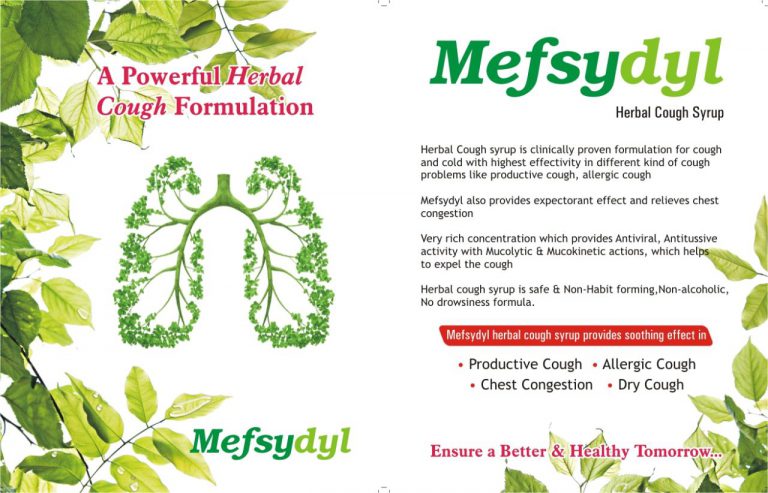 A Powerful Herbal
Cough Formulation
Mefsydyl
Mefsydyl
Herbal Cough Syrup
Herbal Cough syrup is clinically proven formulation for cough
and cold with highest effectivity in different kind of cough
problems like productive cough, allergic cough
Mefsydyl also provides expectorant effect and relieves chest
congestion
Very rich concentration which provides Antiviral, Antitussive
activity with Mucolytic & Mucokinetic actions, which helps
to expel the cough
Herbal cough syrup is safe & Non-Habit forming,Non-alcoholic,
No drowsiness formula.
Mefsydyl herbal cough syrup provides soothing effect in
• Productive Cough • Allergic Cough
• Chest Congestion • Dry Cough
Ensure a Better & Healthy Tomorrow...